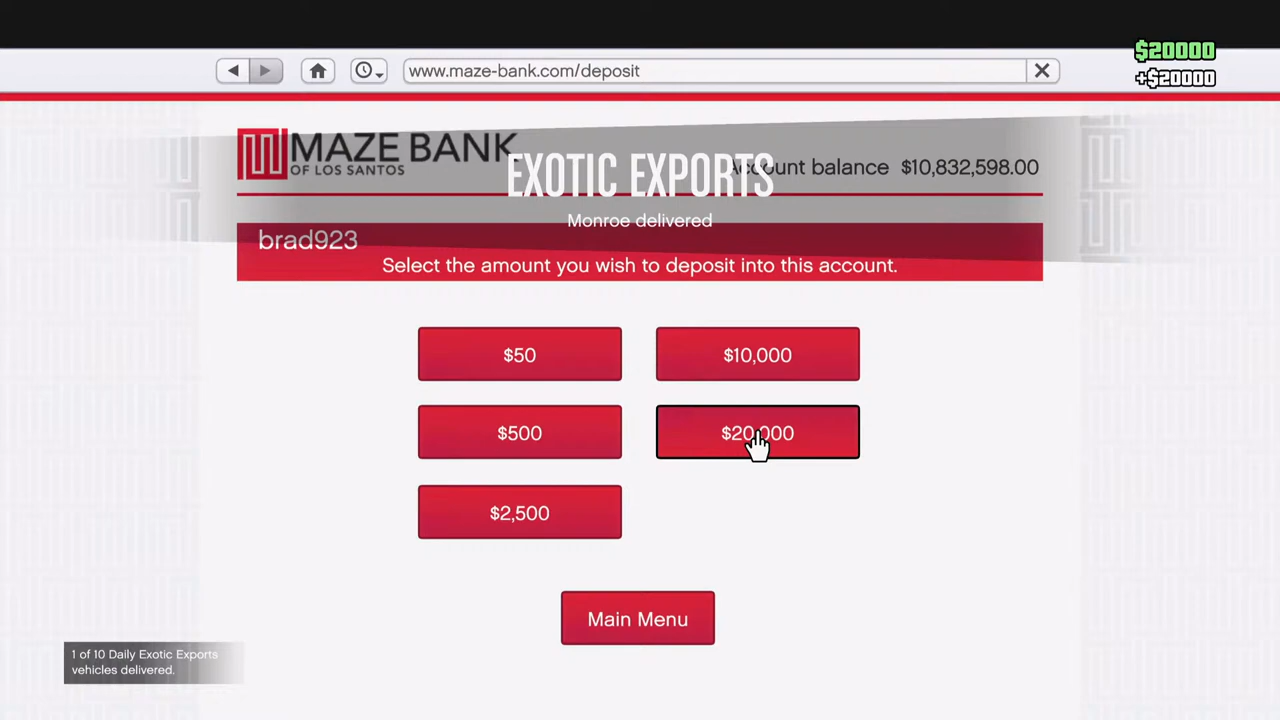 $20000
+$20000
www.maze-bank.com/deposit
MAZE BANK
OF LOS SANTOS
Account balance $10,832,598.00
EXOTIC EXPORTS
Monroe delivered
brad923
Select the amount you wish to deposit into this account.
$50
$10,000
$500
$20,000
$2,500
Main Menu
1 of 10 Daily Exotic Exports
vehicles delivered.